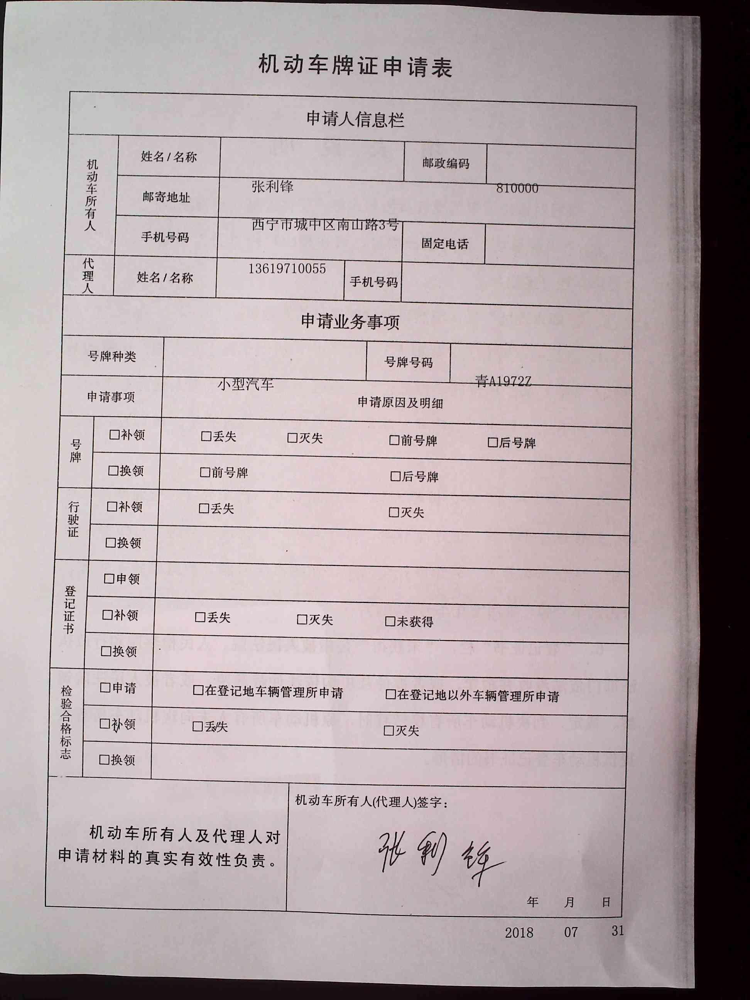 机动车牌证申请表
申请人信息栏
机动车所有人
姓名/名称
邮政编码
张利锋 810000
邮寄地址
西宁市城中区南山路3号
手机号码
固定电话
13619710055
代理人
姓名/名称
手机号码
申请业务事项
号牌种类
号牌号码
小型汽车 青A1972Z
申请事项
申请原因及明细
号牌
□补领 □丢失 □灭失 □前号牌 □后号牌
□换领 □前号牌 □后号牌
行驶证
□补领 □丢失 □灭失
□换领
登记证书
□申领
□补领 □丢失 □灭失 □未获得
□换领
检验合格标志
□申请 □在登记地车辆管理所申请 □在登记地以外车辆管理所申请
□补领 □丢失 □灭失
□换领
机动车所有人及代理人对
申请材料的真实有效性负责。
机动车所有人(代理人)签字:
张利锋
年 月 日
2018 07 31